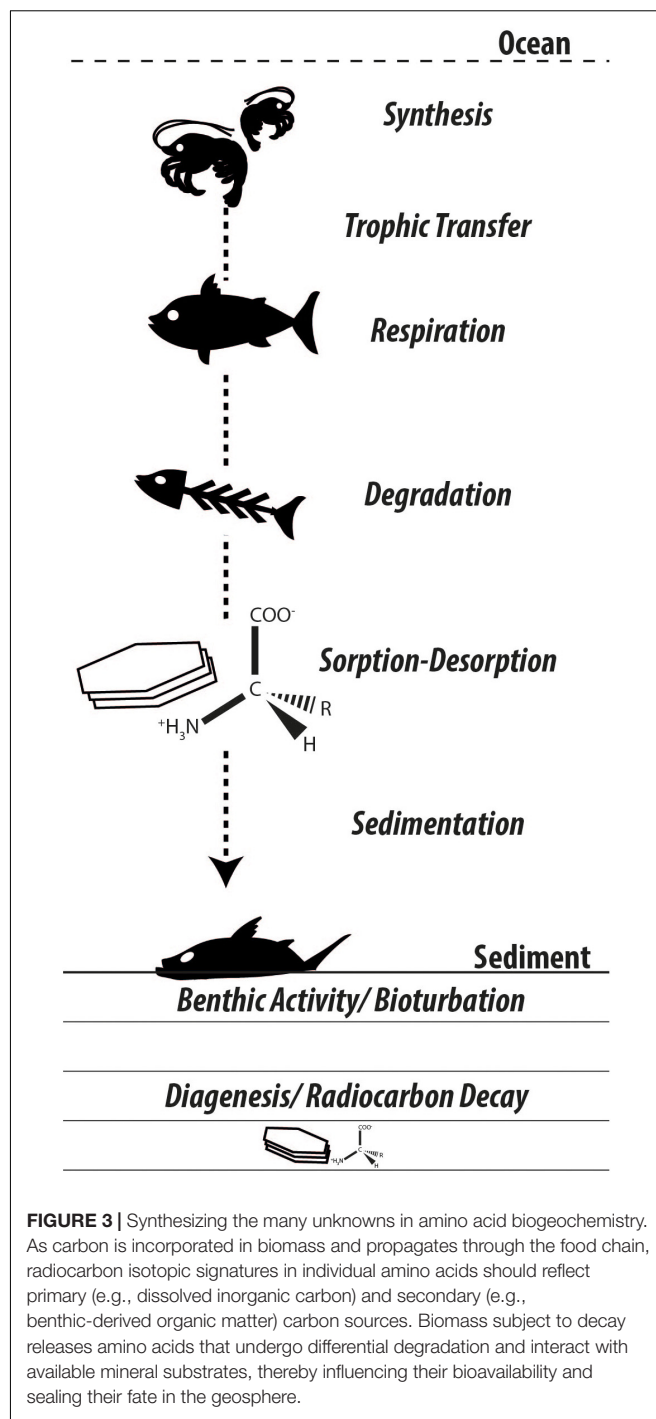 Ocean
Synthesis
Trophic Transfer
Respiration
Degradation
COO-
Sorption-Desorption
C
R
+H3N
H
Sedimentation
Sediment
Benthic Activity/ Bioturbation
Diagenesis/ Radiocarbon Decay
COO-
C
R
+H3N
H
FIGURE 3 | Synthesizing the many unknowns in amino acid biogeochemistry.
As carbon is incorporated in biomass and propagates through the food chain,
radiocarbon isotopic signatures in individual amino acids should reflect
primary (e.g., dissolved inorganic carbon) and secondary (e.g.,
benthic-derived organic matter) carbon sources. Biomass subject to decay
releases amino acids that undergo differential degradation and interact with
available mineral substrates, thereby influencing their bioavailability and
sealing their fate in the geosphere.